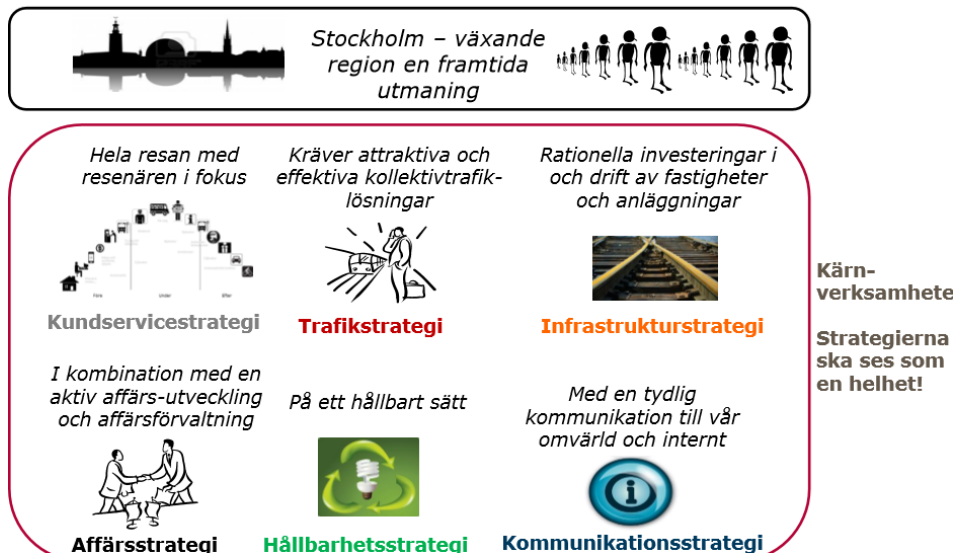 Stockholm – växande
region en framtida
utmaning
Hela resan med
resenären i fokus
Före
Under
Efter
Kundservicestrategi
Kräver attraktiva och
effektiva kollektivtrafik-
lösningar
Trafikstrategi
Rationella investeringar i
och drift av fastigheter
och anläggningar
Infrastrukturstrategi
I kombination med en
aktiv affärs-utveckling
och affärsförvaltning
Affärsstrategi
På ett hållbart sätt
Hållbarhetsstrategi
Med en tydlig
kommunikation till vår
omvärld och internt
Kommunikationsstrategi
Kärn-
verksamhete
Strategierna
ska ses som
en helhet!